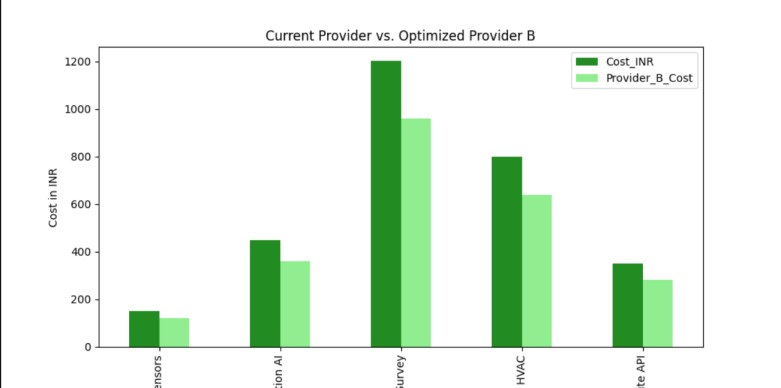 Current Provider vs. Optimized Provider B
Cost_INR
Provider_B_Cost
Cost in INR
1200
1000
800
600
400
200
0
ensors
ion AI
Survey
HVAC
te API